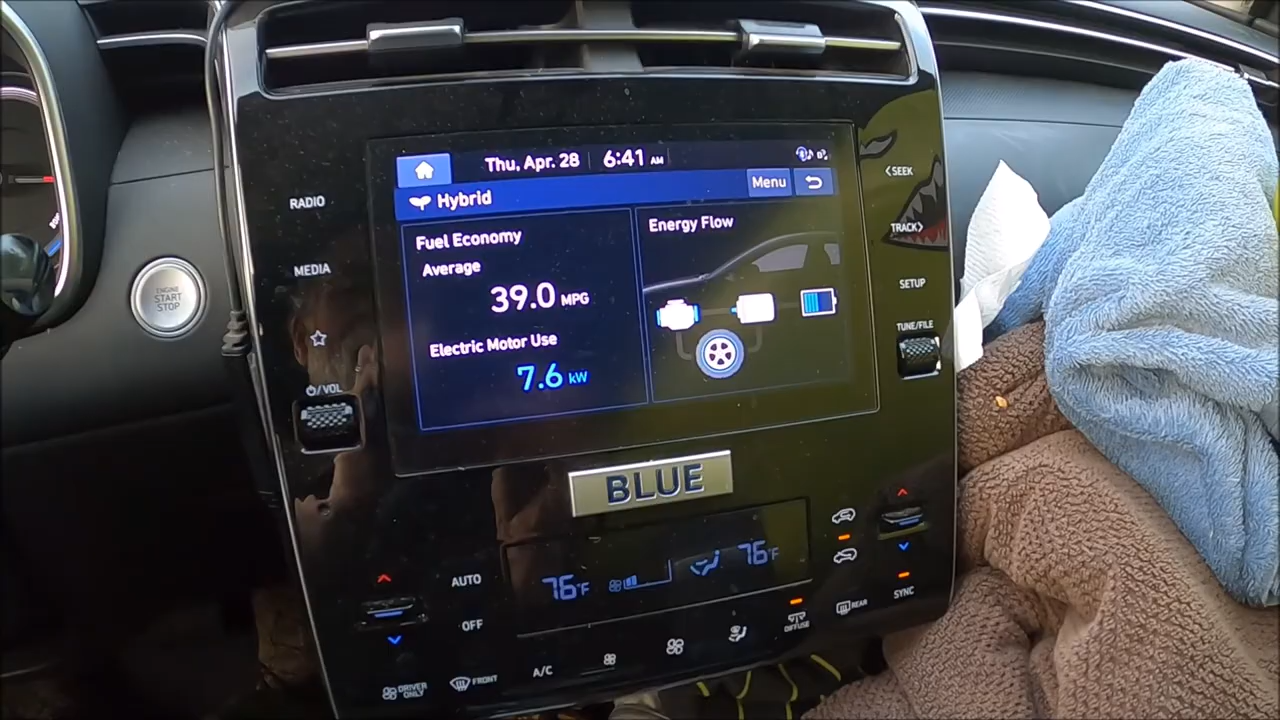 Thu, Apr. 28 6:41 AM
Hybrid
Menu
Fuel Economy
Average
39.0 MPG
Electric Motor Use
7.6 kW
Energy Flow
RADIO
MEDIA
VOL
ENGINE
START
STOP
< SEEK
TRACK >
SETUP
TUNE/FILE
BLUE
76°F
76°F
AUTO
OFF
SYNC
DRIVER
ONLY
FRONT
A/C
DIFFUSE
REAR